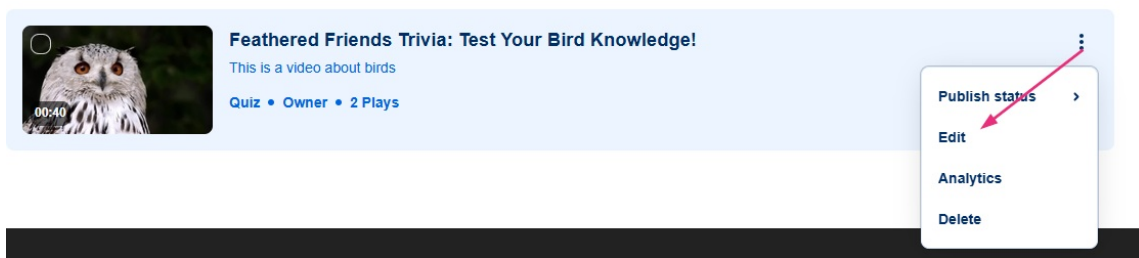 Feathered Friends Trivia: Test Your Bird Knowledge!
This is a video about birds
00:40
Quiz • Owner • 2 Plays
Publish status
Edit
Analytics
Delete